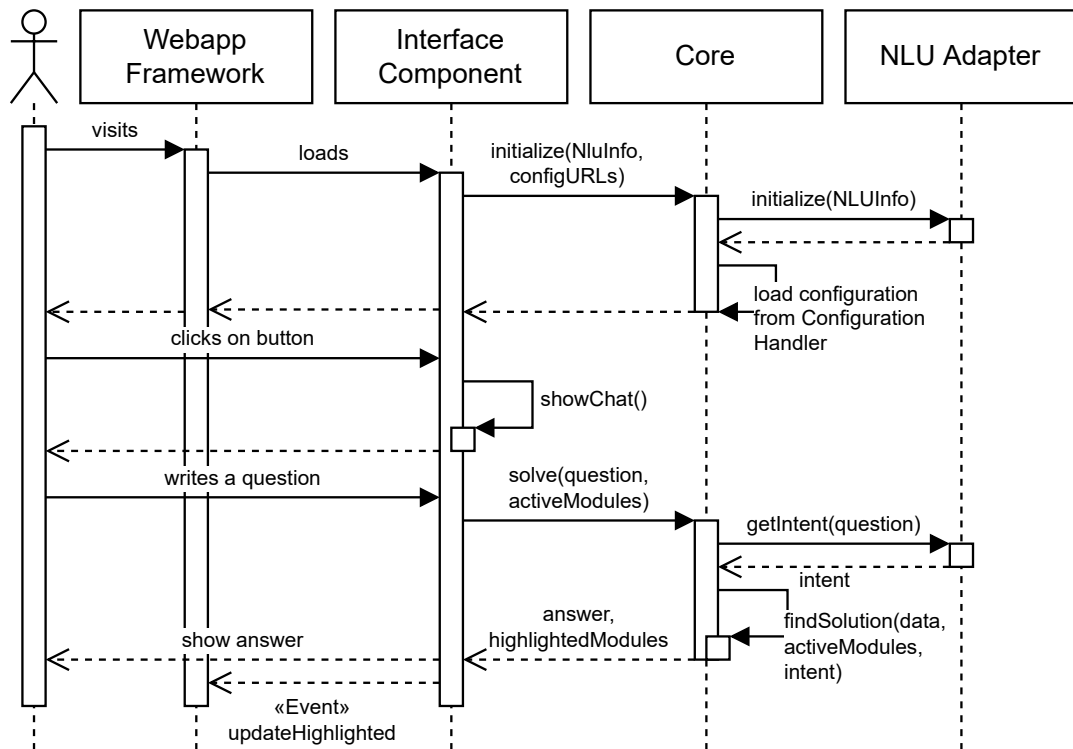 Webapp
Framework
Interface
Component
Core
NLU Adapter
visits
loads
initialize(NluInfo,
configURLs)
initialize(NLUInfo)
load configuration
from Configuration
Handler
clicks on button
showChat()
writes a question
solve(question,
activeModules)
getIntent(question)
intent
findSolution(data,
activeModules,
intent)
answer,
highlightedModules
show answer
«Event»
updateHighlighted